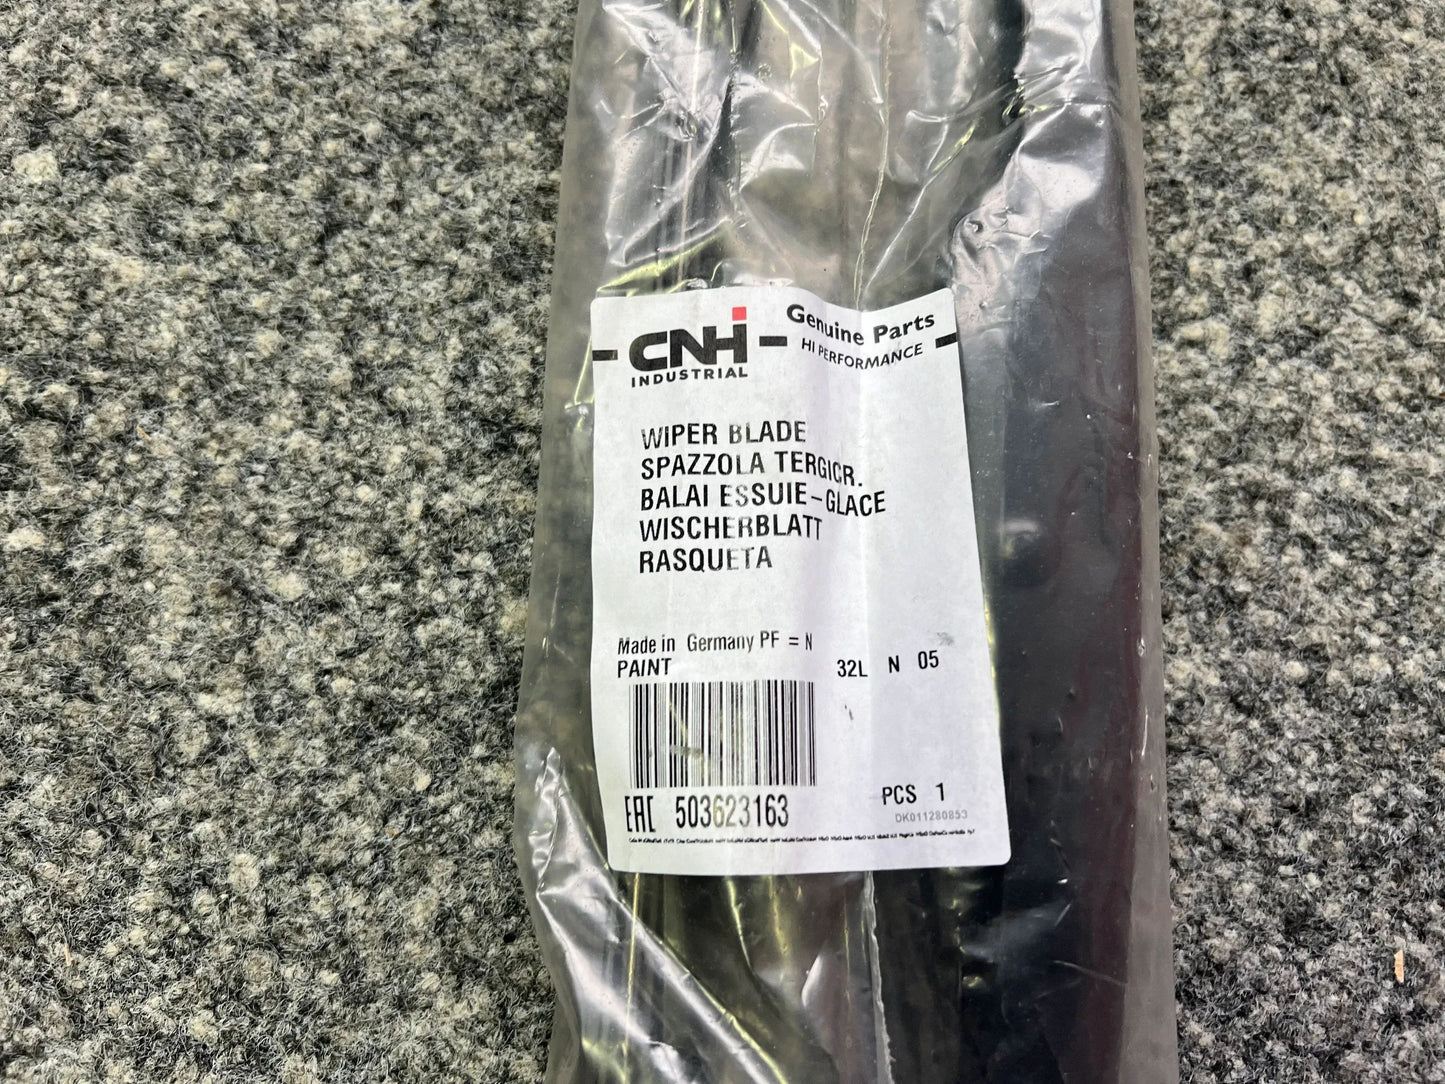 CNH
INDUSTRIAL
Genuine Parts
HI PERFORMANCE
WIPER BLADE
SPAZZOLA TERGICR.
BALAI ESSUIE-GLACE
WISCHERBLATT
RASQUETA
Made in Germany PF = N
PAINT 32L N 05
EAC 503623163 PCS 1
DK011280853